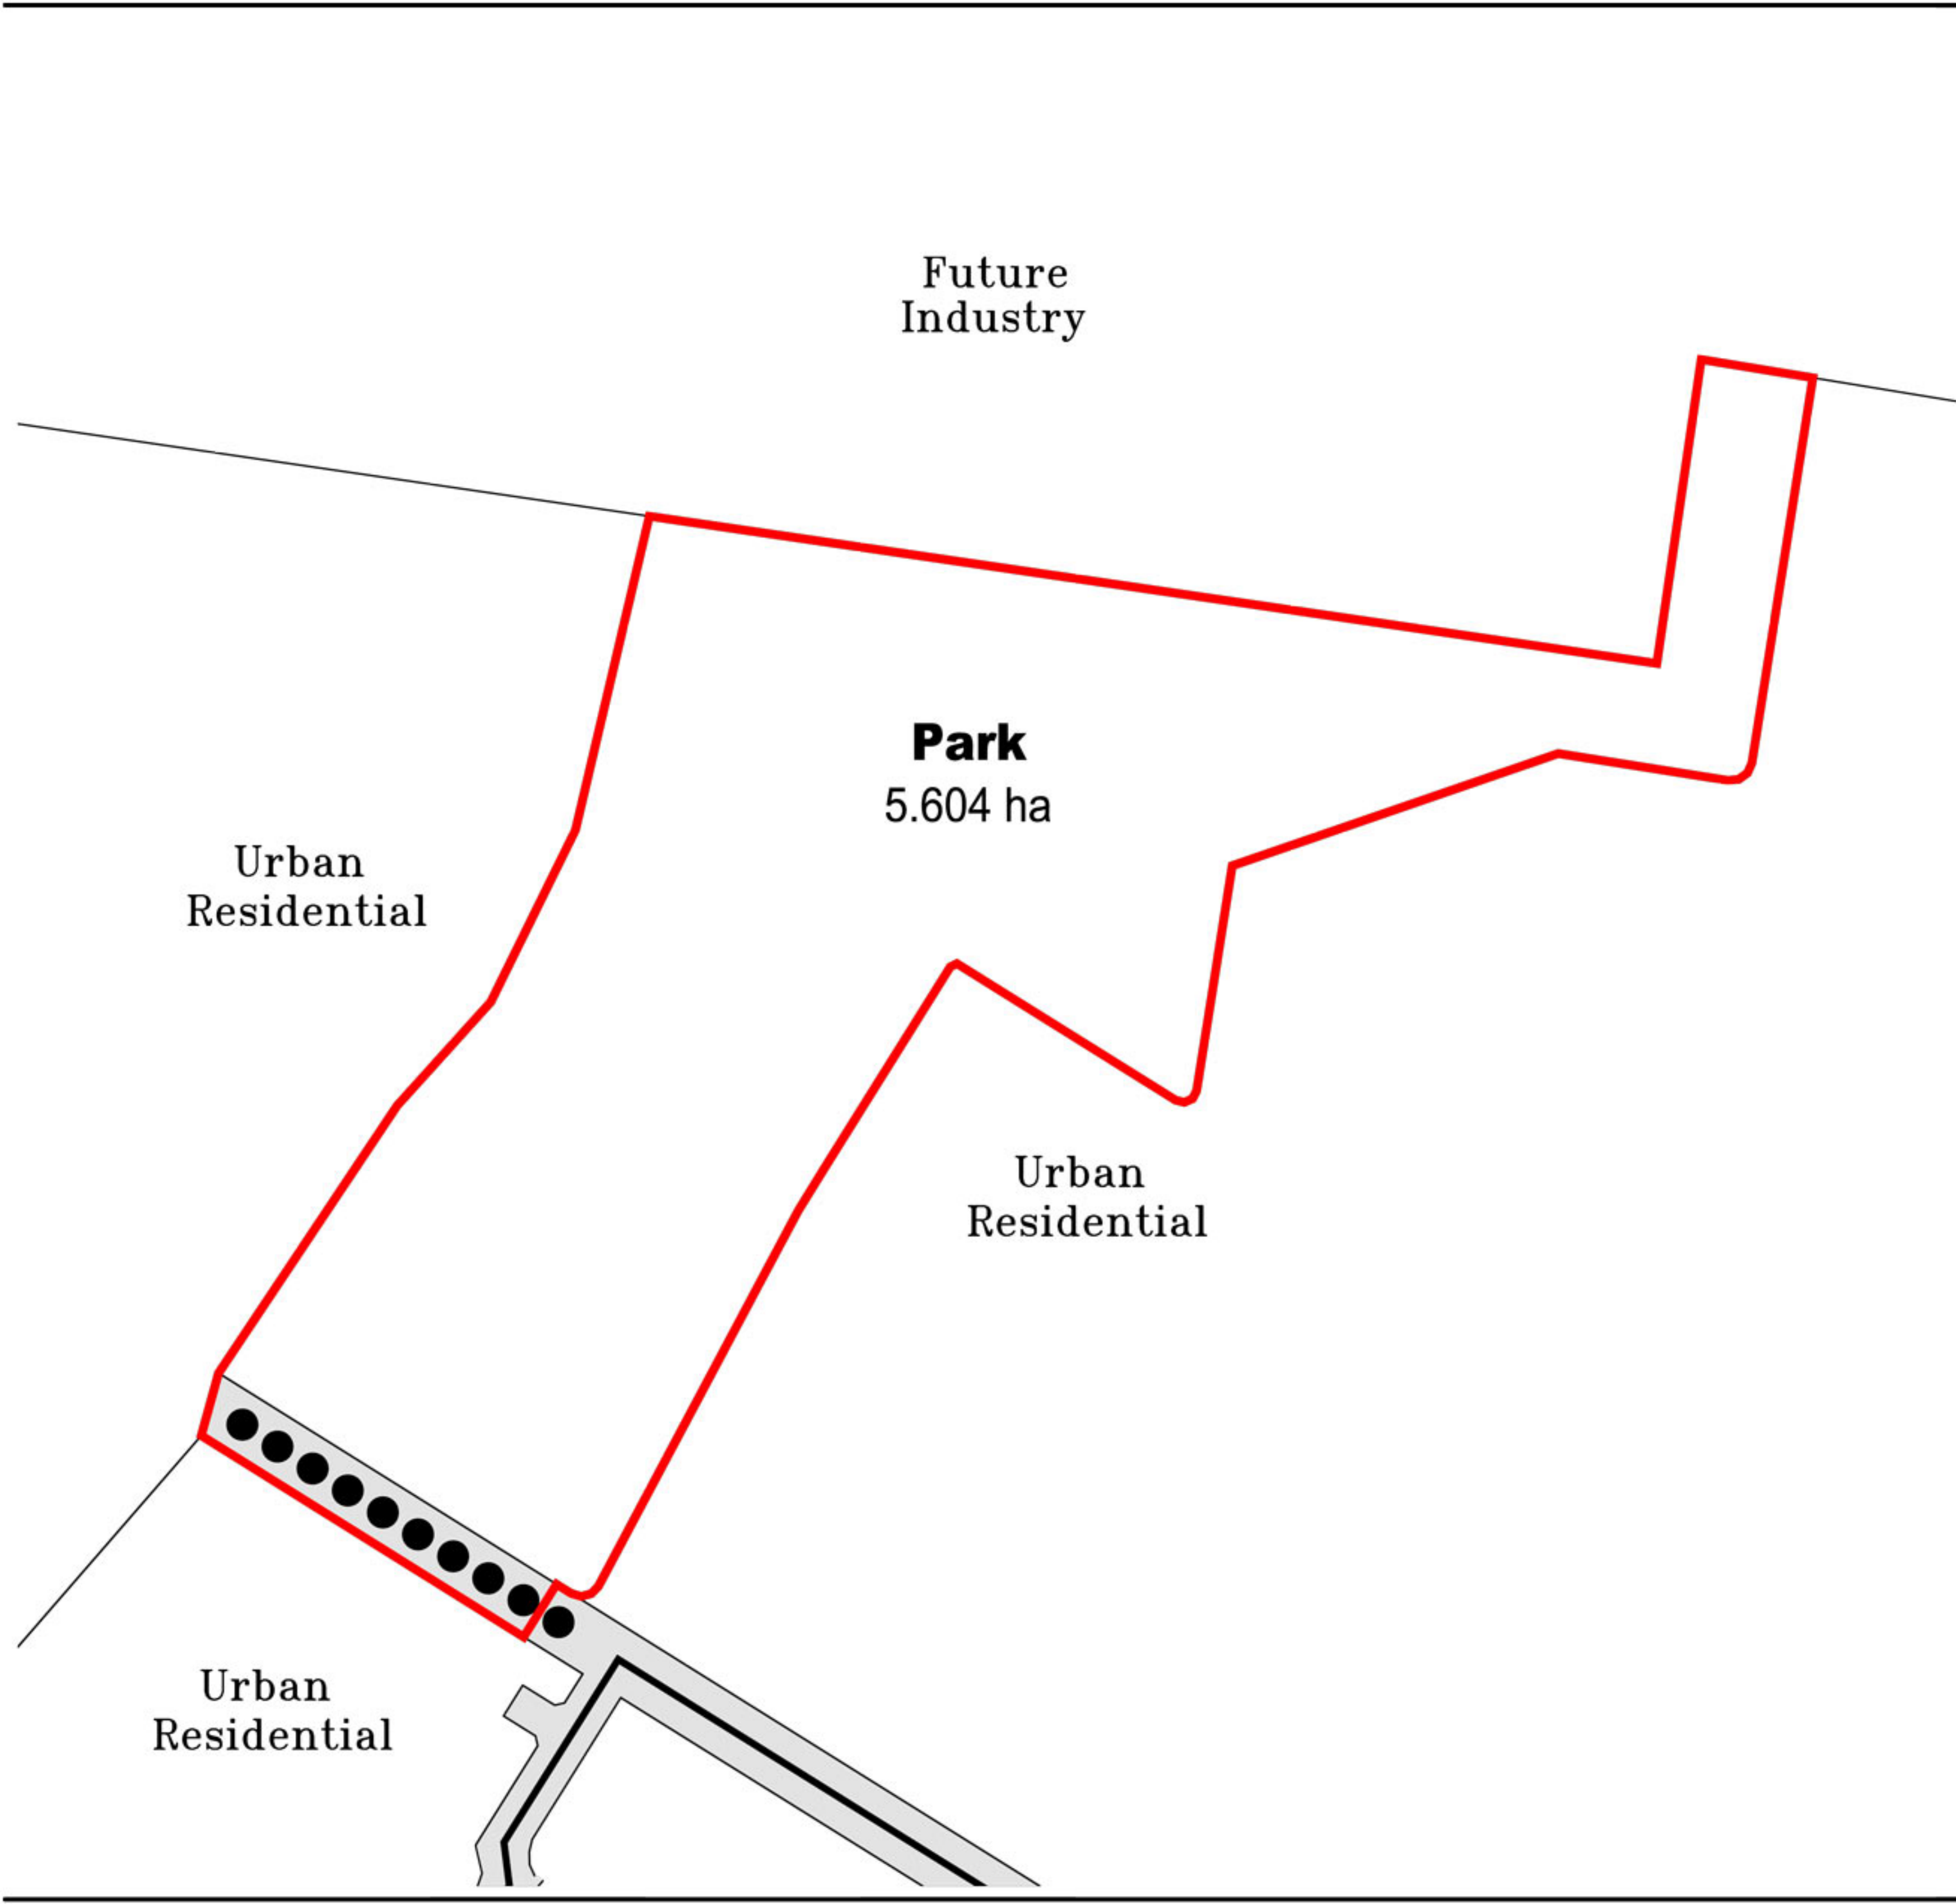 Future
Industry
Park
5.604 ha
Urban
Residential
Urban
Residential
Urban
Residential